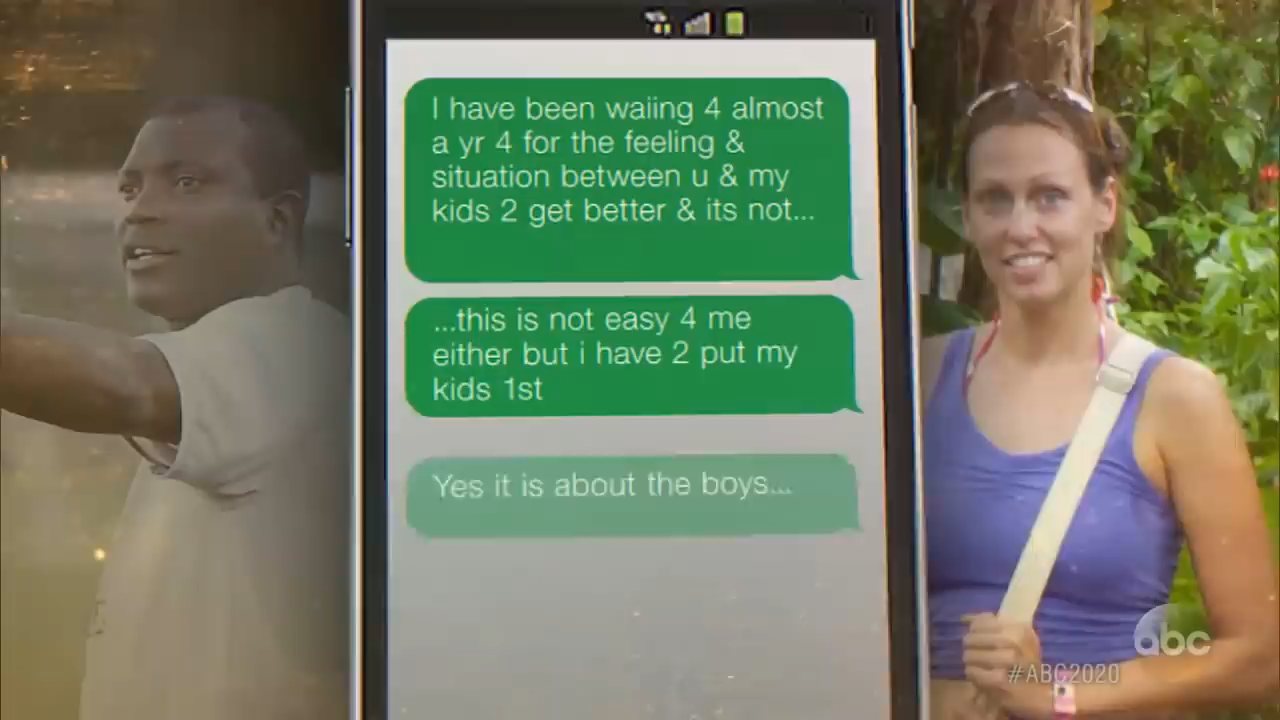 I have been waiing 4 almost
a yr 4 for the feeling &
situation between u & my
kids 2 get better & its not...
...this is not easy 4 me
either but i have 2 put my
kids 1st
Yes it is about the boys...
abc
#ABC2020